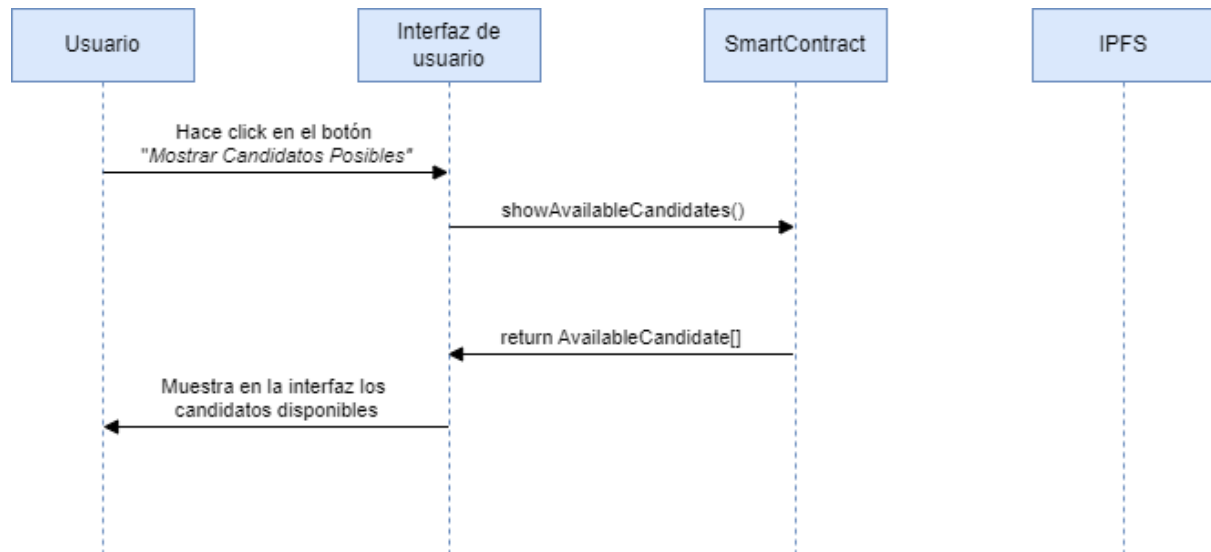 Usuario
Interfaz de
usuario
SmartContract
IPFS
Hace click en el botón
"Mostrar Candidatos Posibles"
showAvailableCandidates()
return AvailableCandidate[]
Muestra en la interfaz los
candidatos disponibles